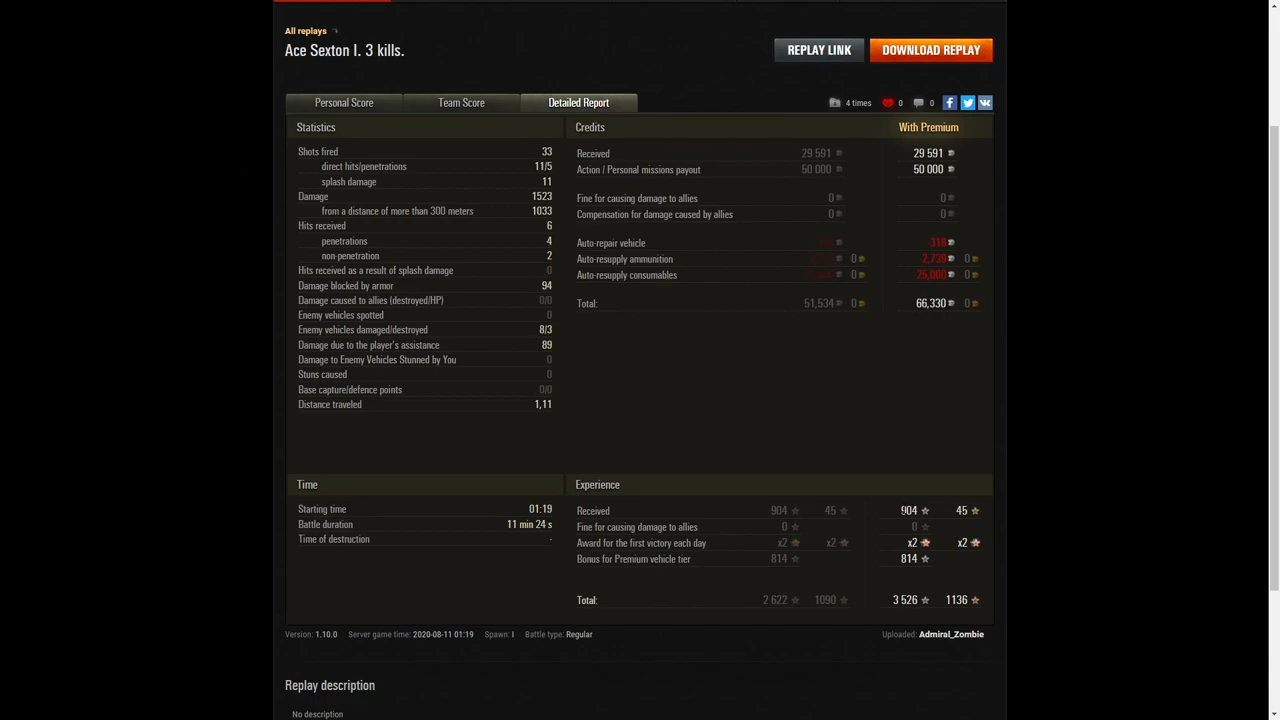 All replays
Ace Sexton I. 3 kills.
REPLAY LINK
DOWNLOAD REPLAY
Personal Score
Team Score
Detailed Report
4 times 0 0
Statistics
Shots fired 33
direct hits/penetrations 11/5
splash damage 11
Damage 1523
from a distance of more than 300 meters 1033
Hits received 6
penetrations 4
non-penetration 2
Hits received as a result of splash damage 0
Damage blocked by armor 94
Damage caused to allies (destroyed/HP) 0/0
Enemy vehicles spotted 0
Enemy vehicles damaged/destroyed 8/3
Damage due to the player's assistance 89
Damage to Enemy Vehicles Stunned by You 0
Stuns caused 0
Base capture/defence points 0/0
Distance traveled 1,11
Credits With Premium
Received 29 591 29 591
Action / Personal missions payout 50 000 50 000
Fine for causing damage to allies 0 0
Compensation for damage caused by allies 0 0
Auto-repair vehicle -318
Auto-resupply ammunition 0 -2,739 0
Auto-resupply consumables 0 0
Total: 51,534 0 66,330 0
Time
Starting time 01:19
Battle duration 11 min 24 s
Time of destruction -
Experience
Received 904 45 904 45
Fine for causing damage to allies 0 0
Award for the first victory each day x2 x2 x2 x2
Bonus for Premium vehicle tier 814 814
Total: 2 622 1090 3 526 1136
Version: 1.10.0 Server game time: 2020-08-11 01:19 Spawn: I Battle type: Regular Uploaded: Admiral_Zombie
Replay description
No description